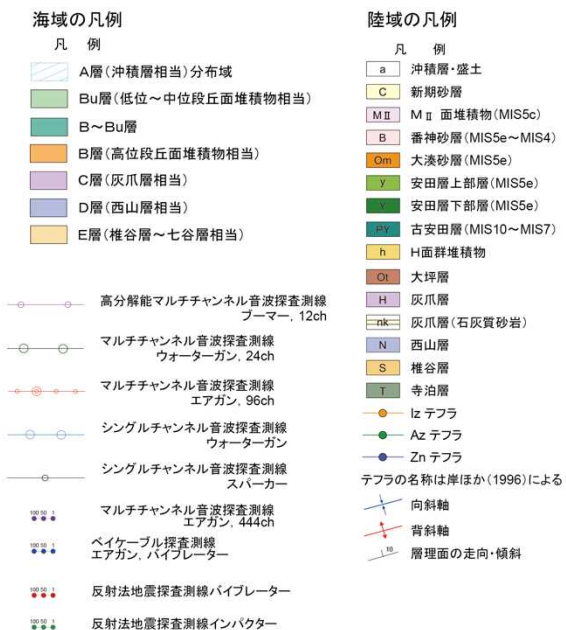 海域の凡例
凡 例
A層(沖積層相当)分布域
Bu層(低位～中位段丘面堆積物相当)
B～Bu層
B層(高位段丘面堆積物相当)
C層(灰爪層相当)
D層(西山層相当)
E層(椎谷層～七谷層相当)
高分解能マルチチャンネル音波探査測線
ブーマー, 12ch
マルチチャンネル音波探査測線
ウォーターガン, 24ch
マルチチャンネル音波探査測線
エアガン, 96ch
シングルチャンネル音波探査測線
ウォーターガン
シングルチャンネル音波探査測線
スパーカー
100 50 1
マルチチャンネル音波探査測線
エアガン, 444ch
100 50 1
ベイケーブル探査測線
エアガン, バイブレーター
100 50 1
反射法地震探査測線バイブレーター
100 50 1
反射法地震探査測線インパクター
陸域の凡例
凡 例
a 沖積層・盛土
C 新期砂層
MⅡ MⅡ 面堆積物(MIS5c)
B 番神砂層(MIS5e～MIS4)
Om 大湊砂層(MIS5e)
y 安田層上部層(MIS5e)
Y 安田層下部層(MIS5e)
PY 古安田層(MIS10～MIS7)
h H面群堆積物
Ot 大坪層
H 灰爪層
nk 灰爪層(石灰質砂岩)
N 西山層
S 椎谷層
T 寺泊層
Iz テフラ
Az テフラ
Zn テフラ
テフラの名称は岸ほか(1996)による
向斜軸
背斜軸
10 層理面の走向・傾斜